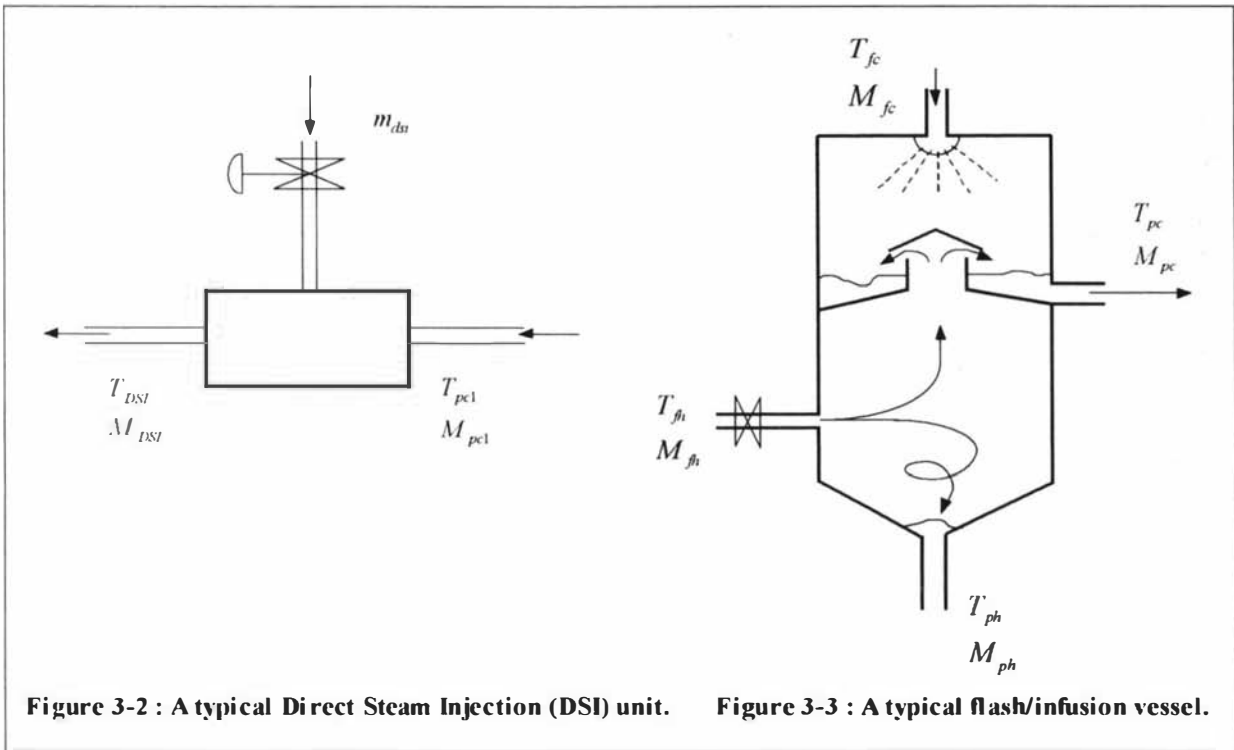 m_dsi
T_DSI
M_DSI
T_pc1
M_pc1
Figure 3-2 : A typical Direct Steam Injection (DSI) unit.
T_fc
M_fc
T_pc
M_pc
T_fh
M_fh
T_ph
M_ph
Figure 3-3 : A typical flash/infusion vessel.